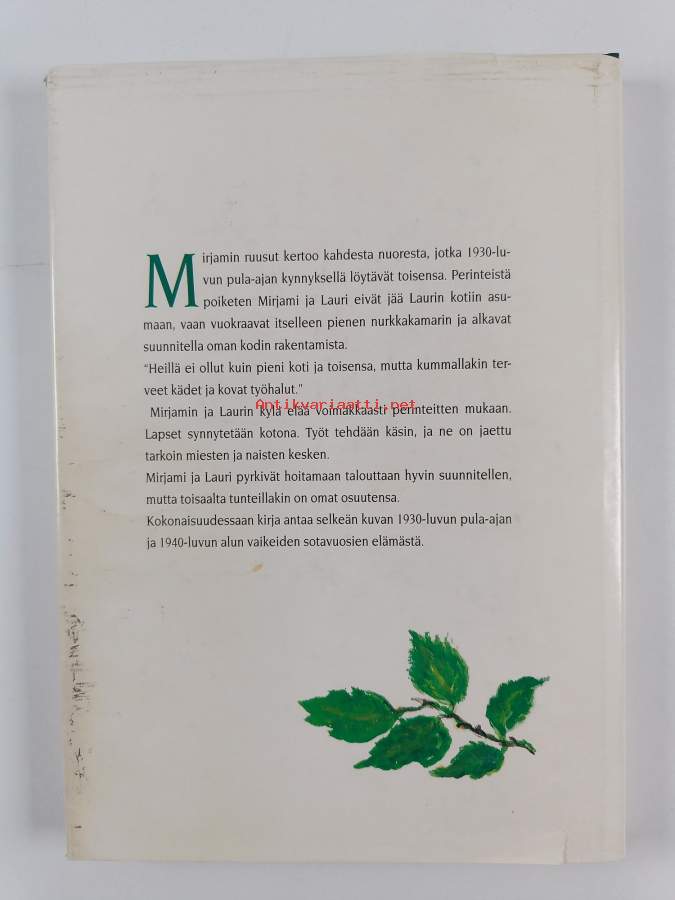 Mirjamin ruusut kertoo kahdesta nuoresta, jotka 1930-lu-
vun pula-ajan kynnyksellä löytävät toisensa. Perinteistä
poiketen Mirjami ja Lauri eivät jää Laurin kotiin asu-
maan, vaan vuokraavat itselleen pienen nurkkakamarin ja alkavat
suunnitella oman kodin rakentamista.
"Heillä ei ollut kuin pieni koti ja toisensa, mutta kummallakin ter-
veet kädet ja kovat työhalut."
Antikvariaatti.net
Mirjamin ja Laurin kylä elää voimakkaasti perinteitten mukaan.
Lapset synnytetään kotona. Työt tehdään käsin, ja ne on jaettu
tarkoin miesten ja naisten kesken.
Mirjami ja Lauri pyrkivät hoitamaan talouttaan hyvin suunnitellen,
mutta toisaalta tunteillakin on omat osuutensa.
Kokonaisuudessaan kirja antaa selkeän kuvan 1930-luvun pula-ajan
ja 1940-luvun alun vaikeiden sotavuosien elämästä.